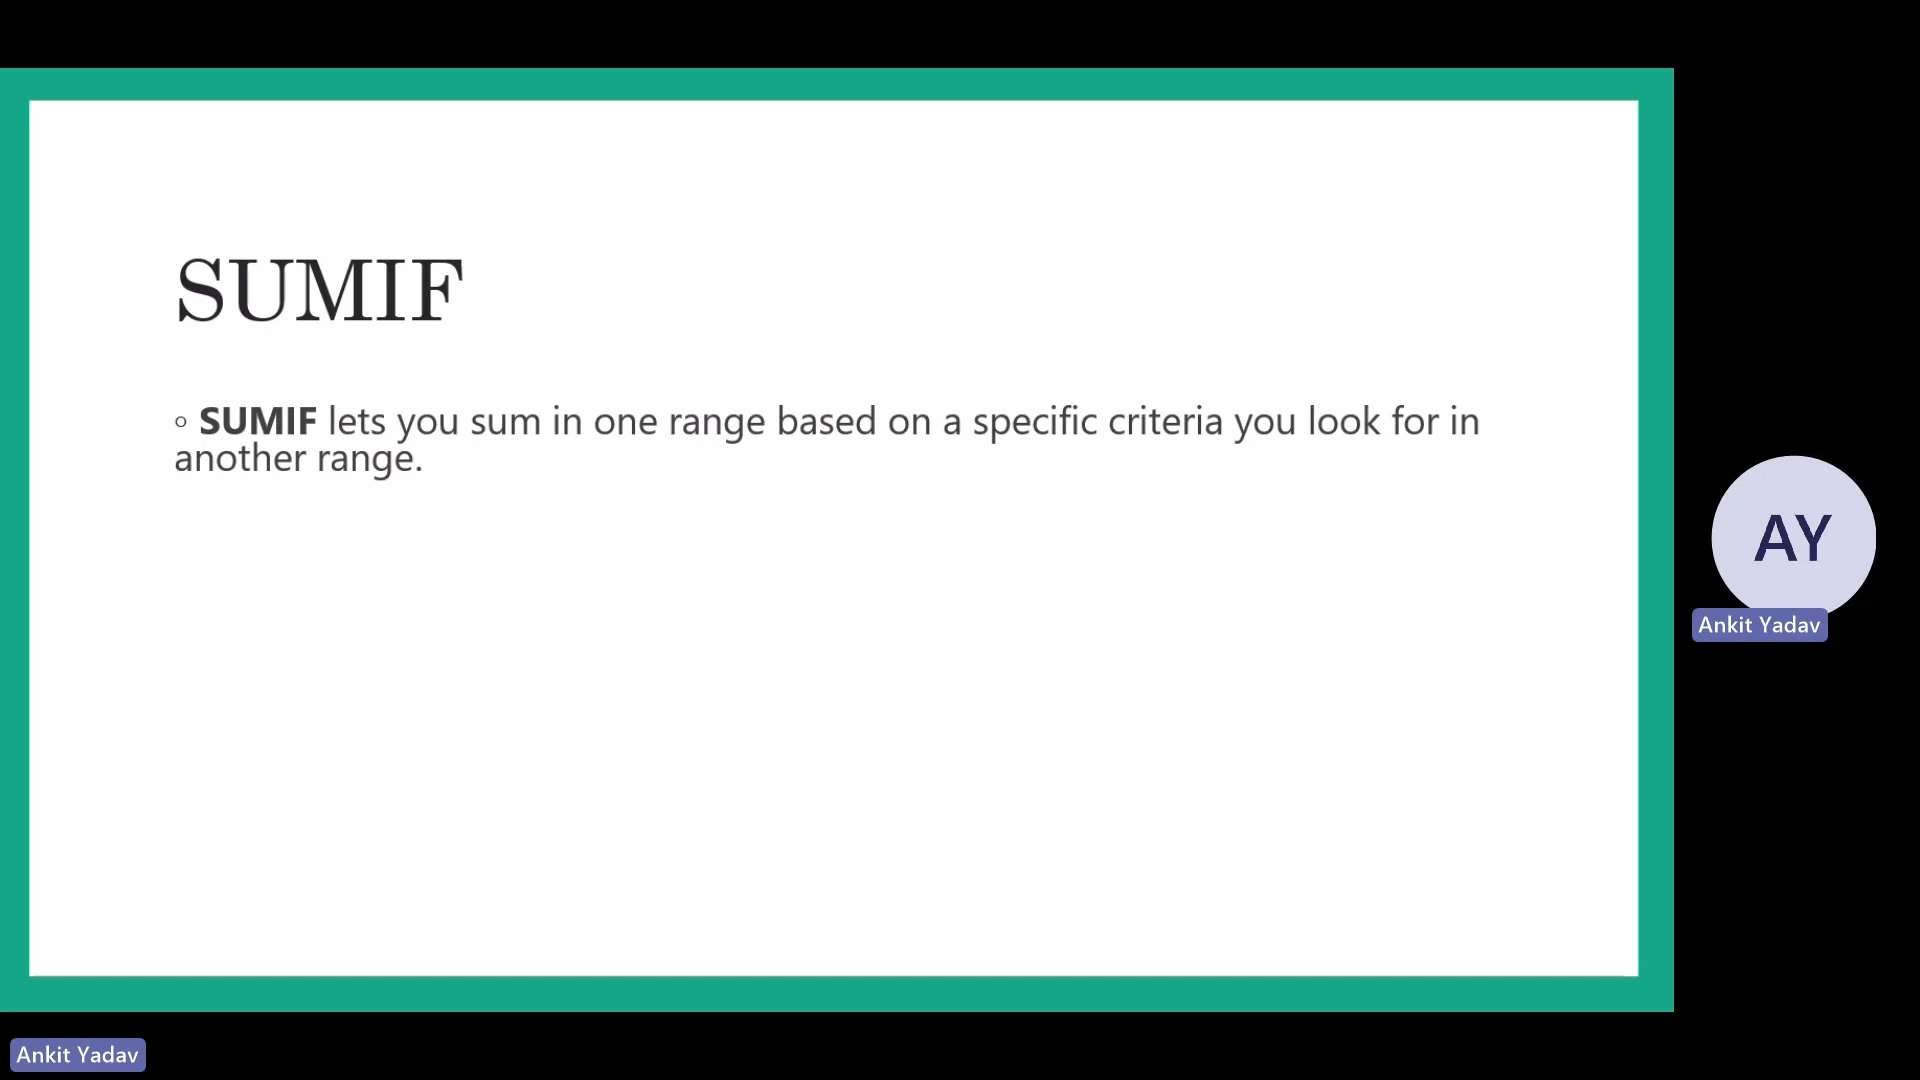 SUMIF
◦ SUMIF lets you sum in one range based on a specific criteria you look for in
another range.
AY
Ankit Yadav
Ankit Yadav